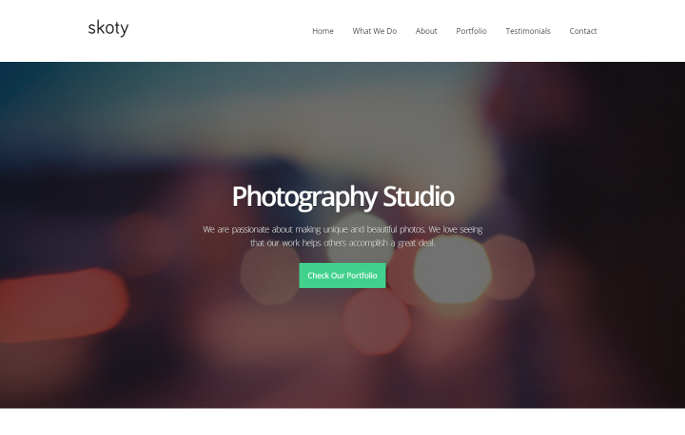 skoty
Home What We Do About Portfolio Testimonials Contact
Photography Studio
We are passionate about making unique and beautiful photos. We love seeing
that our work helps others accomplish a great deal.
Check Our Portfolio